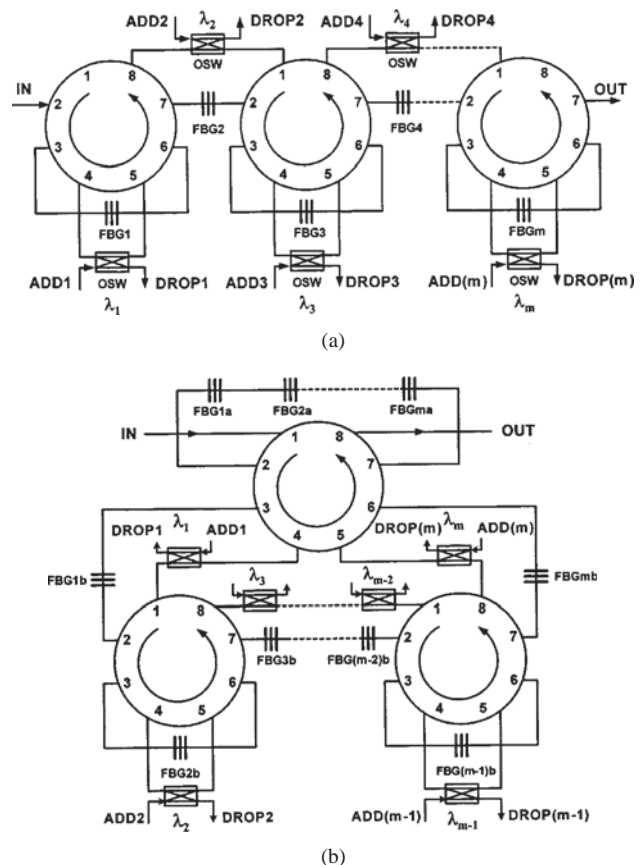 ADD2 λ2 DROP2 ADD4 λ4 DROP4
OSW OSW
1 8 1 8 1 8
IN 2 7 2 7 2 7 OUT
FBG2 FBG4
3 6 3 6 3 6
4 5 4 5 4 5
FBG1 FBG3 FBGm
ADD1 OSW DROP1 ADD3 OSW DROP3 ADD(m) OSW DROP(m)
λ1 λ3 λm
(a)
FBG1a FBG2a FBGma
IN 1 8 OUT
2 7
3 6
λ1 4 5 λm
DROP1 ADD1 DROP(m) ADD(m)
FBG1b λ3 λm-2 FBGmb
1 8 1 8
2 7 2 7
FBG3b FBG(m-2)b
3 6 3 6
4 5 4 5
FBG2b FBG(m-1)b
ADD2 λ2 DROP2 ADD(m-1) λm-1 DROP(m-1)
(b)